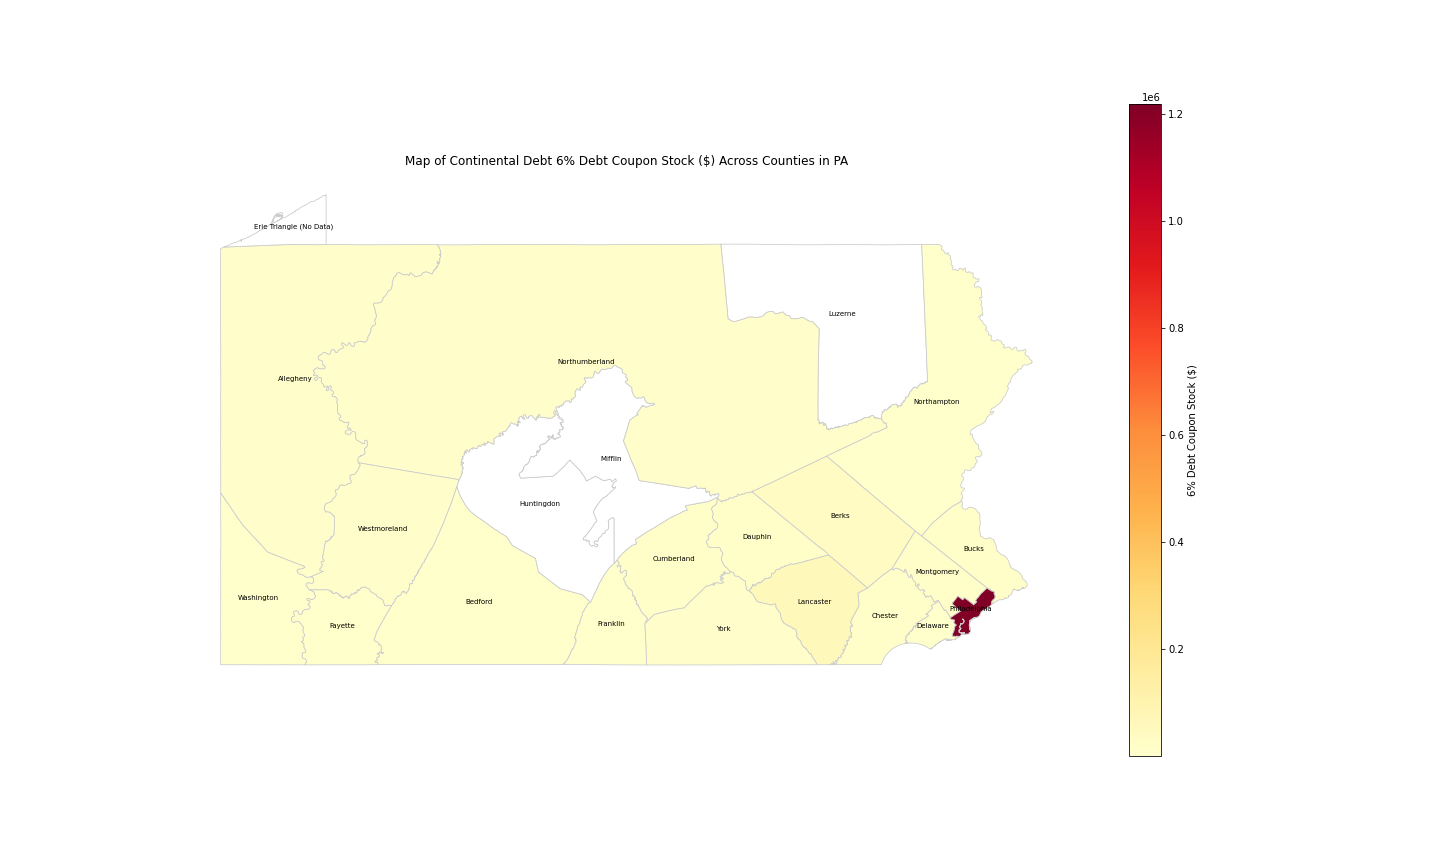 1e6
Map of Continental Debt 6% Debt Coupon Stock ($) Across Counties in PA
Erie Triangle (No Data)
Luzerne
Northumberland
Allegheny
Northampton
Mifflin
Huntingdon
Berks
Westmoreland
Dauphin
Bucks
Cumberland
Montgomery
Washington
Bedford
Lancaster
Philadelphia
Chester
Franklin
Fayette
Delaware
York
1.2
1.0
0.8
0.6
0.4
0.2
6% Debt Coupon Stock ($)